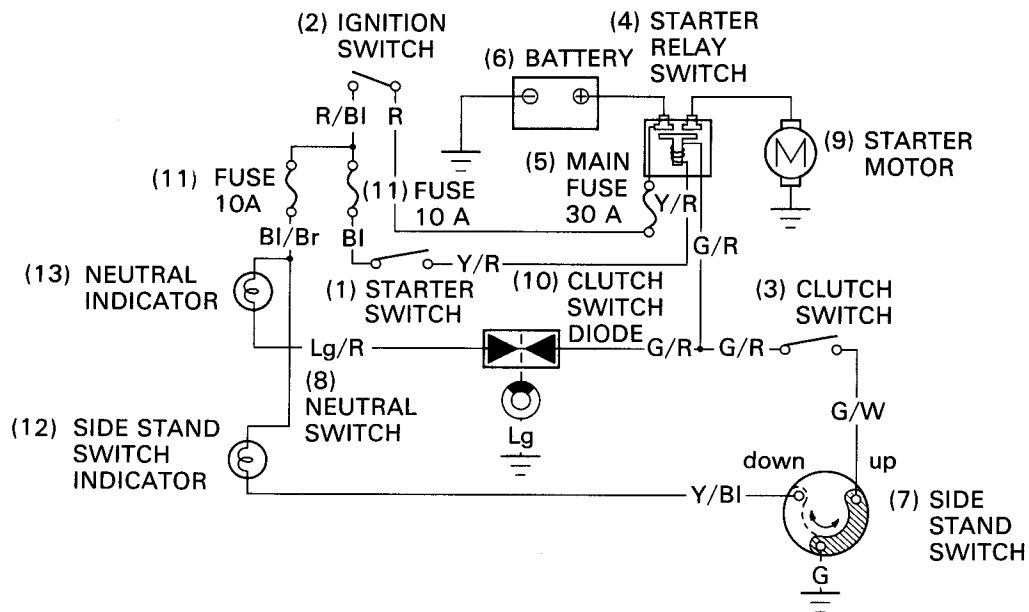 (2) IGNITION
SWITCH
(4) STARTER
RELAY
SWITCH
(6) BATTERY
R/Bl
R
(9) STARTER
MOTOR
M
(5) MAIN
FUSE
30 A
(11) FUSE
10A
(11) FUSE
10 A
Y/R
Bl/Br
Bl
G/R
Y/R
(13) NEUTRAL
INDICATOR
(1) STARTER
SWITCH
(10) CLUTCH
SWITCH
DIODE
(3) CLUTCH
SWITCH
Lg/R
G/R
G/R
(8)
NEUTRAL
SWITCH
G/W
(12) SIDE STAND
SWITCH
INDICATOR
Lg
down
up
Y/Bl
(7) SIDE
STAND
SWITCH
G